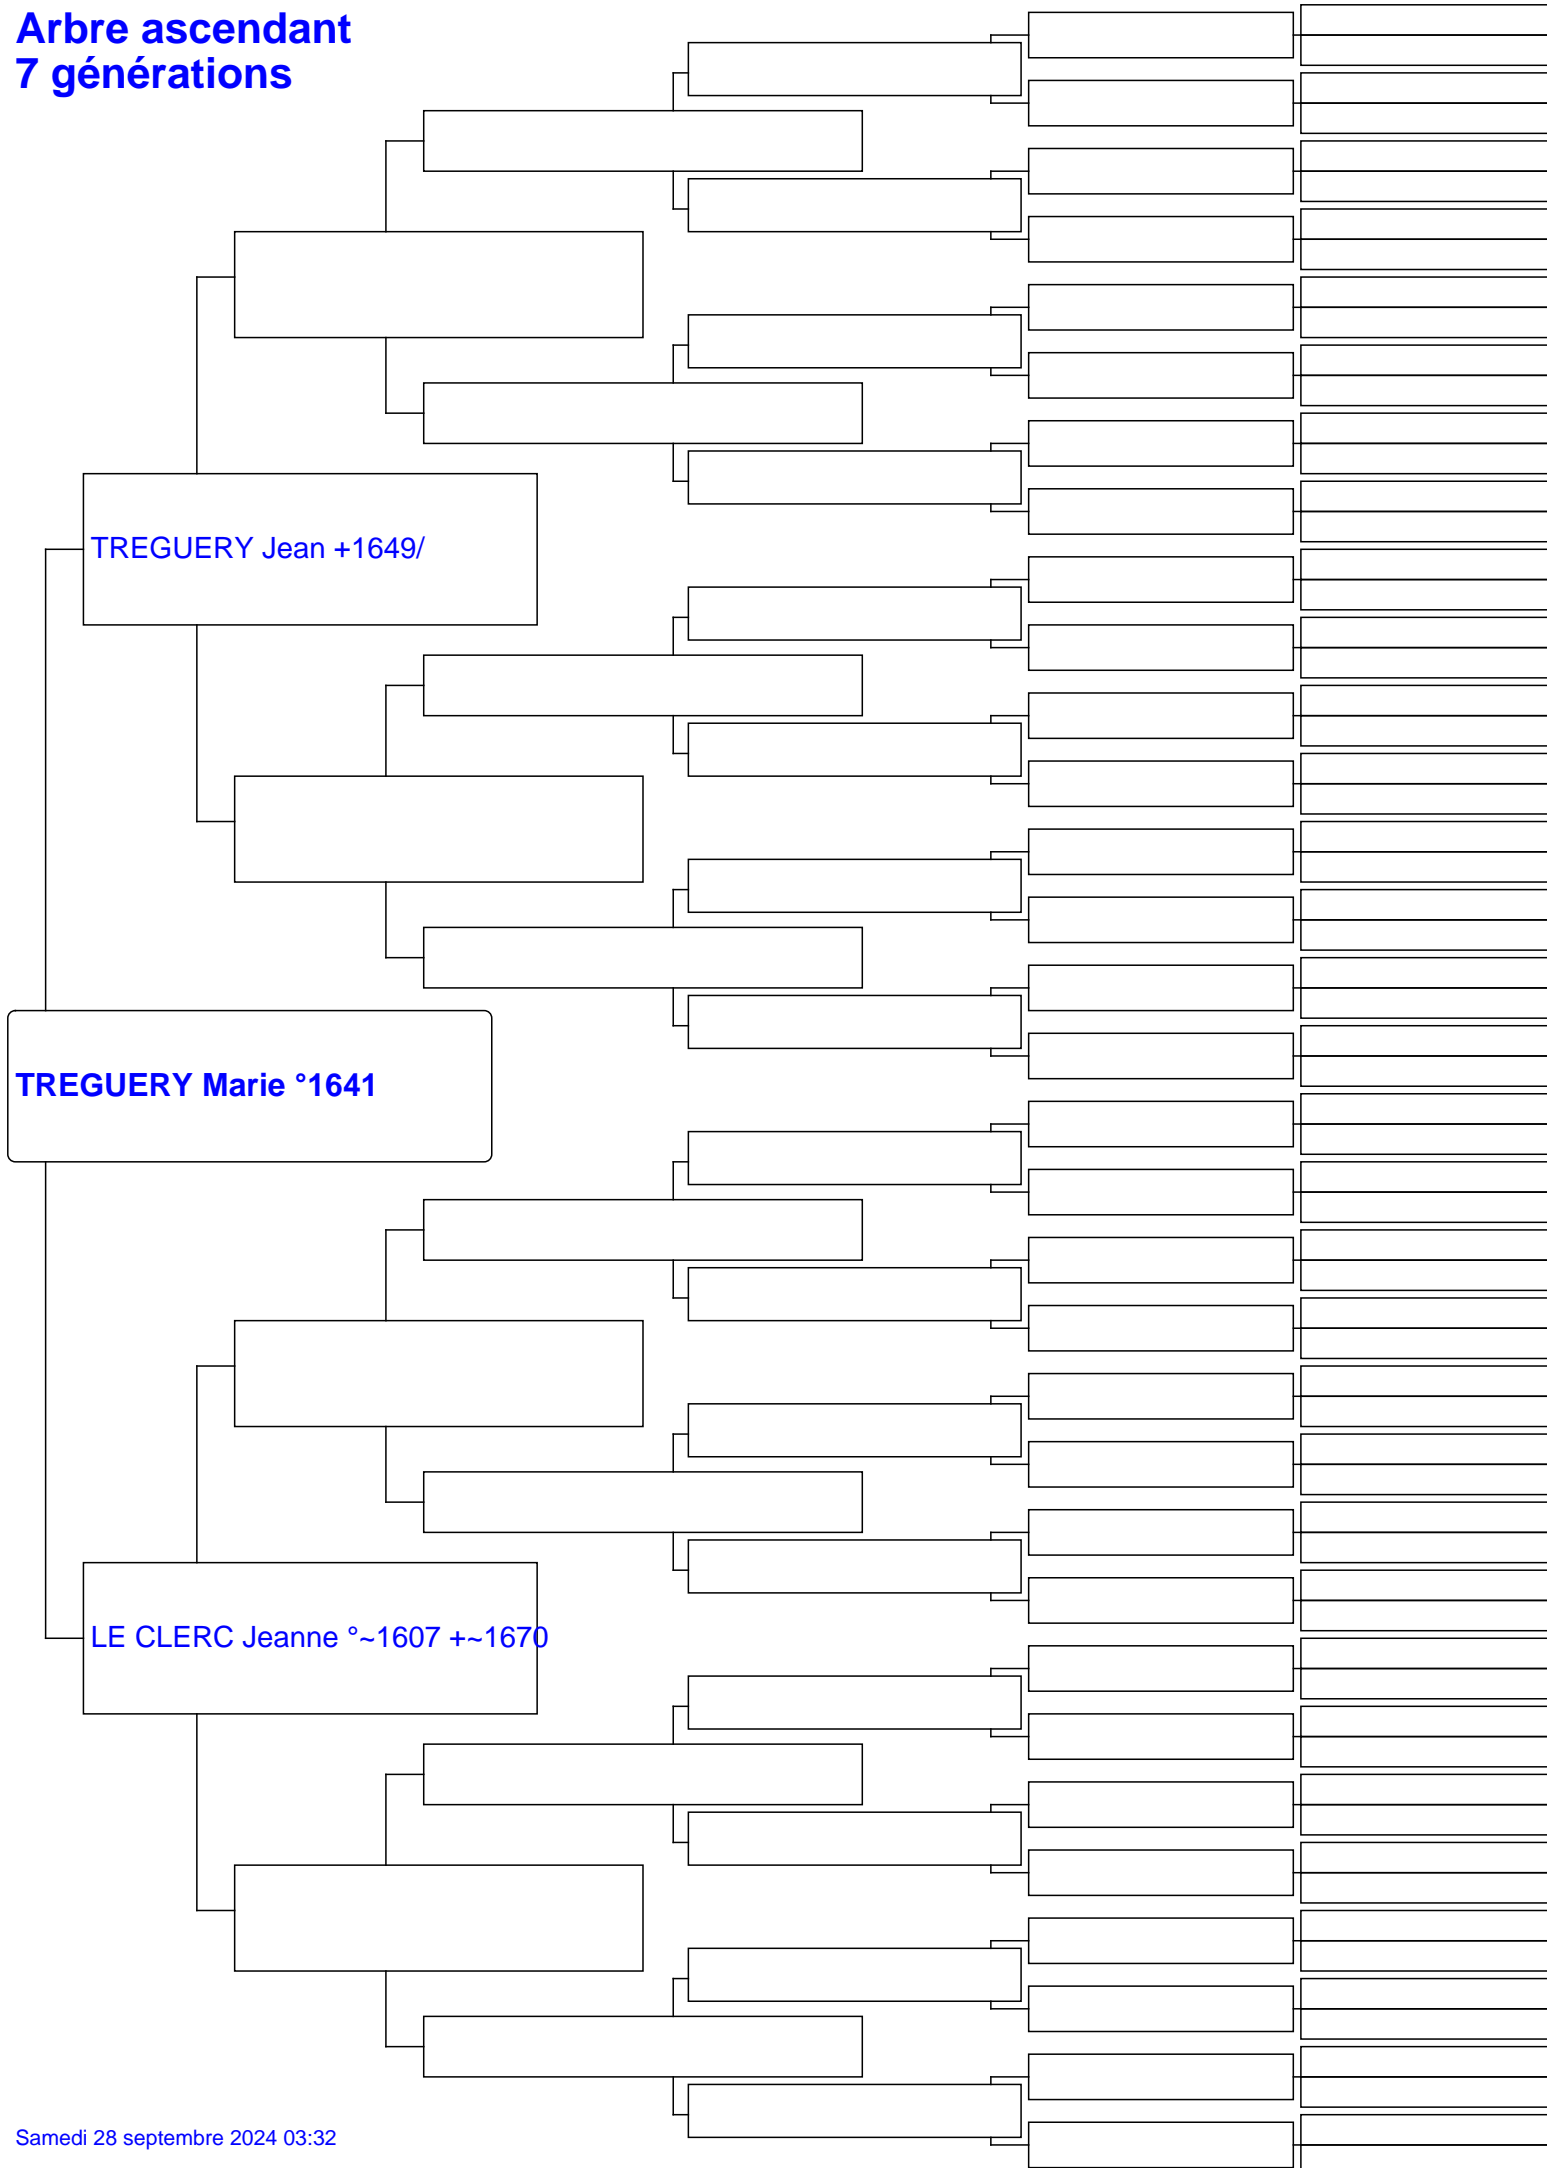 Arbre ascendant
7 générations
TREGUERY Jean +1649/
TREGUERY Marie °1641
LE CLERC Jeanne °~1607 +~1670
Samedi 28 septembre 2024 03:32